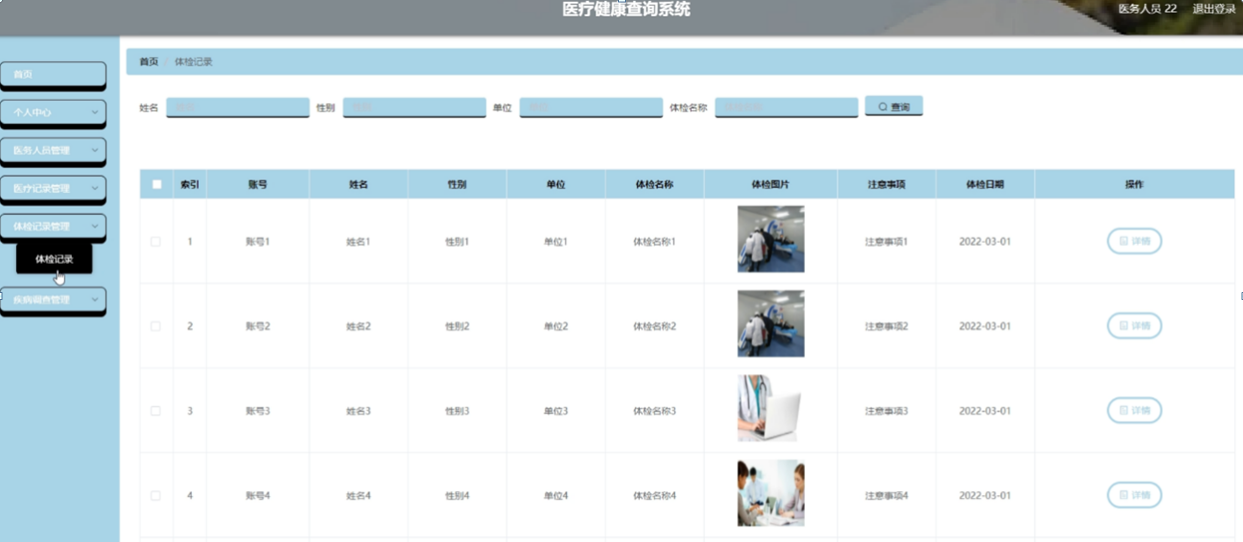 医疗健康查询系统
医务人员 22 退出登录
首页
个人中心
医务人员管理
医疗记录管理
体检记录管理
体检记录
疾病调查管理
首页 / 体检记录
姓名 性别 单位 体检名称 查询
索引 账号 姓名 性别 单位 体检名称 体检图片 注意事项 体检日期 操作
1 账号1 姓名1 性别1 单位1 体检名称1 注意事项1 2022-03-01 详情
2 账号2 姓名2 性别2 单位2 体检名称2 注意事项2 2022-03-01 详情
3 账号3 姓名3 性别3 单位3 体检名称3 注意事项3 2022-03-01 详情
4 账号4 姓名4 性别4 单位4 体检名称4 注意事项4 2022-03-01 详情